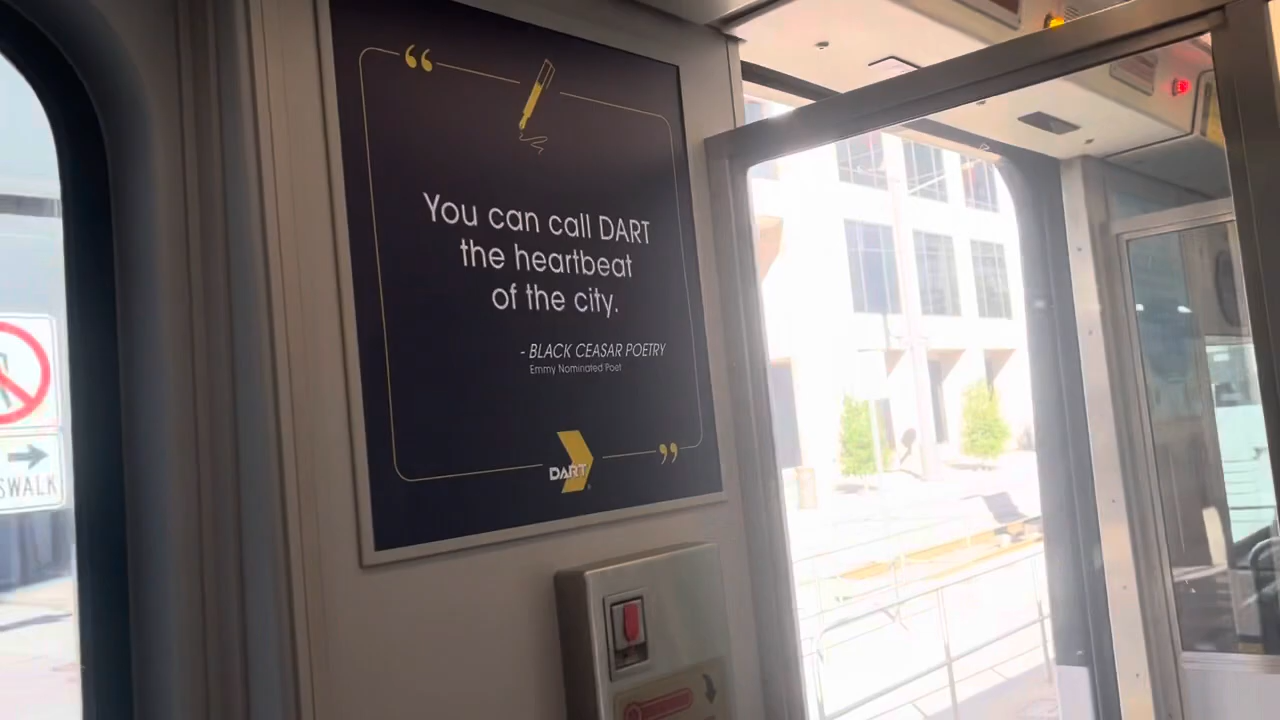 You can call DART
the heartbeat
of the city.
- BLACK CEASAR POETRY
Emmy Nominated Poet
DART
SWALK